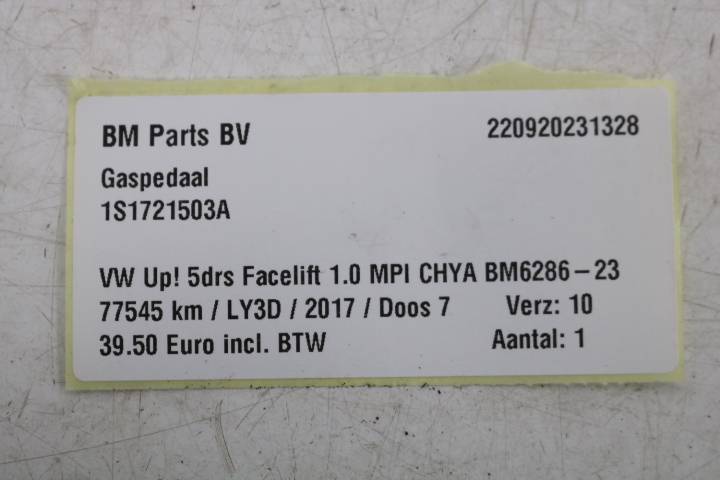 BM Parts BV 220920231328
Gaspedaal
1S1721503A
VW Up! 5drs Facelift 1.0 MPI CHYA BM6286-23
77545 km / LY3D / 2017 / Doos 7 Verz: 10
39.50 Euro incl. BTW Aantal: 1